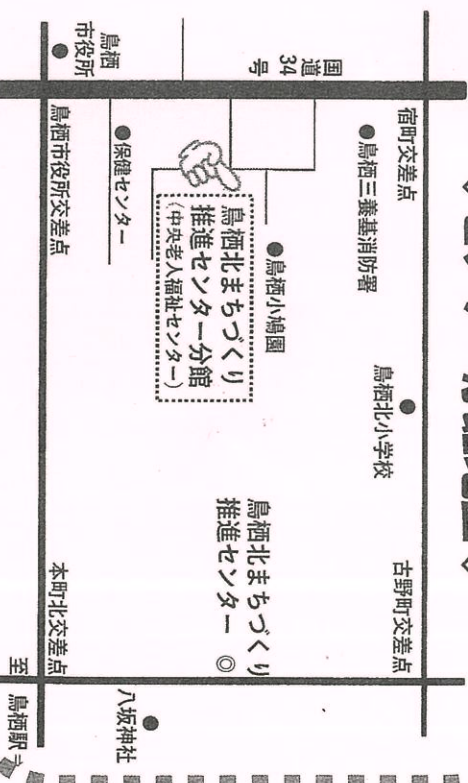 宿町交差点
古野町交差点
●鳥栖三養基消防署
鳥栖北小学校
国道
34
号
●鳥栖小鳩園
鳥栖北まちづくり
推進センター ◎
鳥栖北まちづくり
推進センター分館
(中央老人福祉センター)
●保健センター
八坂神社
鳥栖
市役所
鳥栖市役所交差点
本町北交差点
至 鳥栖駅